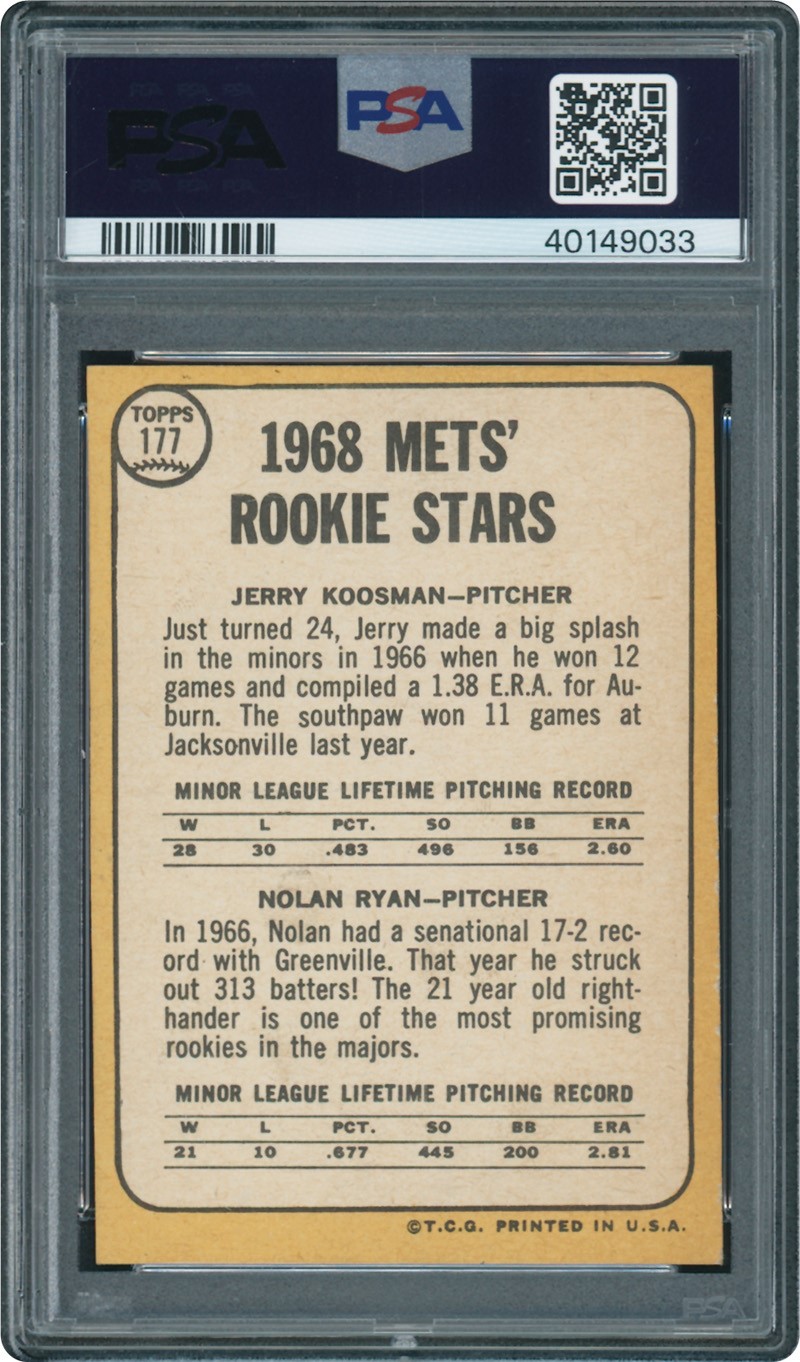 PSA
PSA
40149033
TOPPS
177
1968 METS'
ROOKIE STARS
JERRY KOOSMAN—PITCHER
Just turned 24, Jerry made a big splash
in the minors in 1966 when he won 12
games and compiled a 1.38 E.R.A. for Au-
burn. The southpaw won 11 games at
Jacksonville last year.
MINOR LEAGUE LIFETIME PITCHING RECORD
W L PCT. SO BB ERA
28 30 .483 496 156 2.60
NOLAN RYAN—PITCHER
In 1966, Nolan had a senational 17-2 rec-
ord with Greenville. That year he struck
out 313 batters! The 21 year old right-
hander is one of the most promising
rookies in the majors.
MINOR LEAGUE LIFETIME PITCHING RECORD
W L PCT. SO BB ERA
21 10 .677 445 200 2.81
©T.C.G. PRINTED IN U.S.A.
PSA